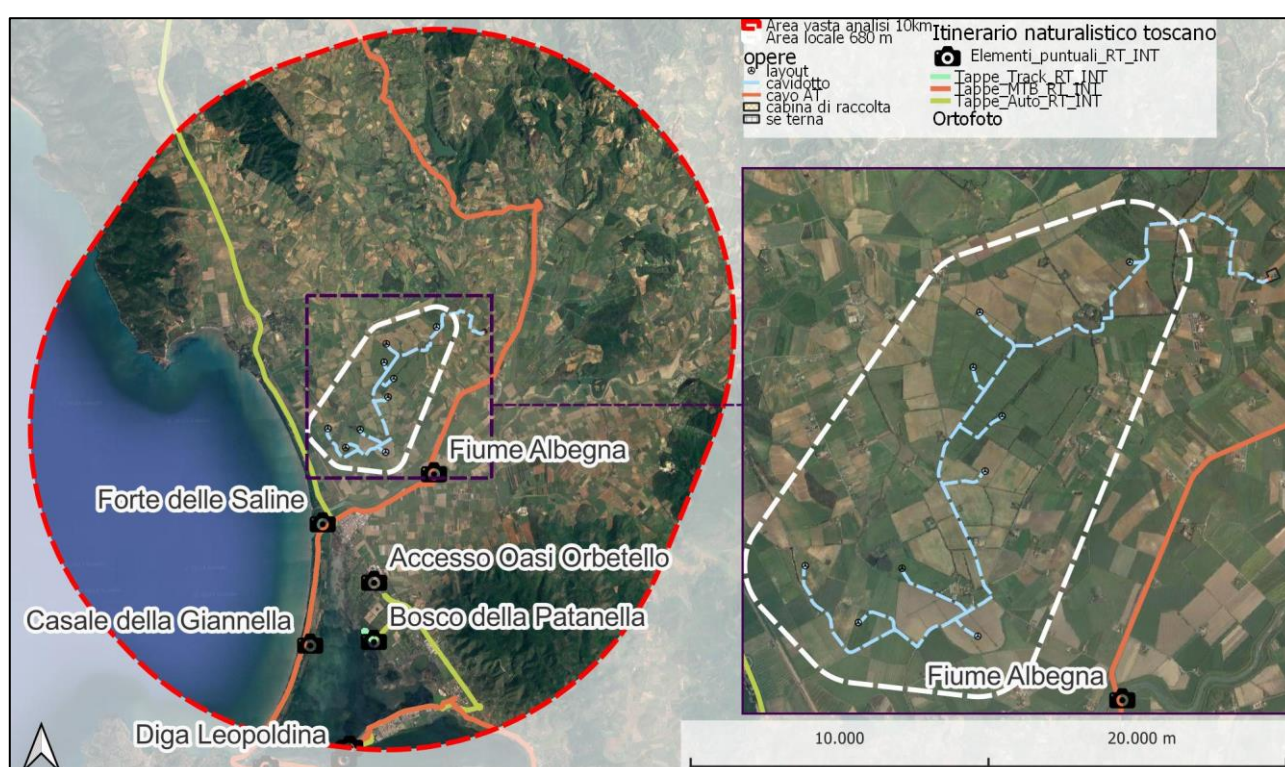 Area vasta analisi 10km
Area locale 680 m
opere
layout
cavidotto
cavo AT
cabina di raccolta
se terna
Itinerario naturalistico toscano
Elementi_puntuali_RT_INT
Tappe_Track_RT_INT
Tappe_MTB_RT_INT
Tappe_Auto_RT_INT
Ortofoto
Fiume Albegna
Forte delle Saline
Accesso Oasi Orbetello
Casale della Giannella
Bosco della Patanella
Diga Leopoldina
Fiume Albegna
10.000
20.000 m